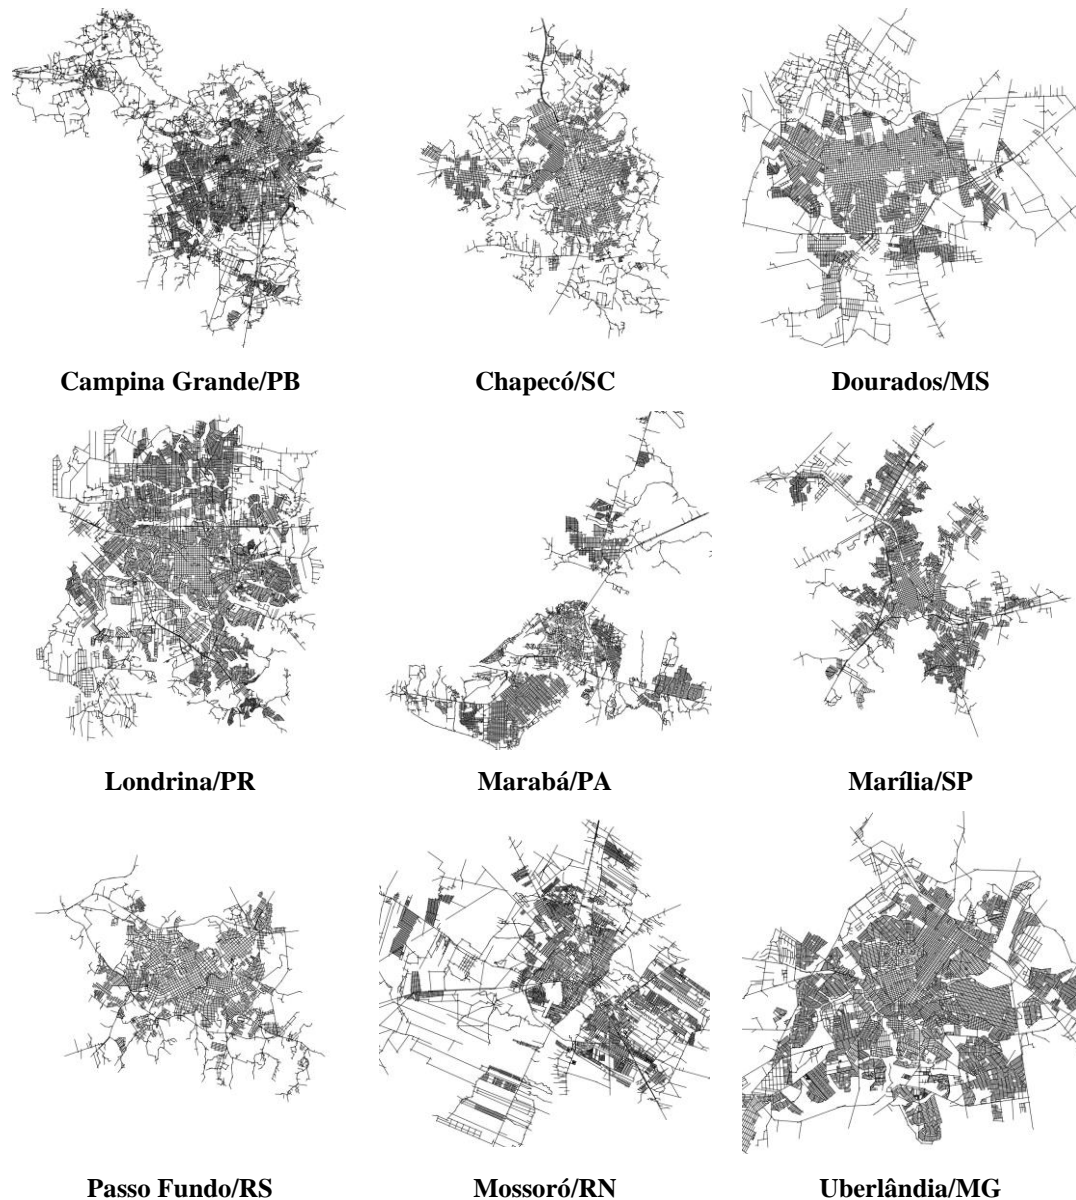 Campina Grande/PB
Chapecó/SC
Dourados/MS
Londrina/PR
Marabá/PA
Marília/SP
Passo Fundo/RS
Mossoró/RN
Uberlândia/MG